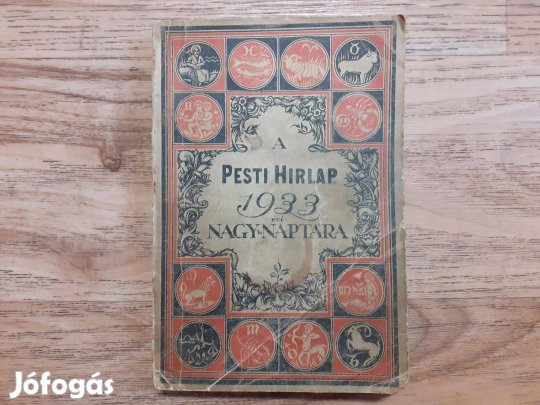 A
PESTI HIRLAP
1933
évi
NAGY-NAPTÁRA
Jófogás